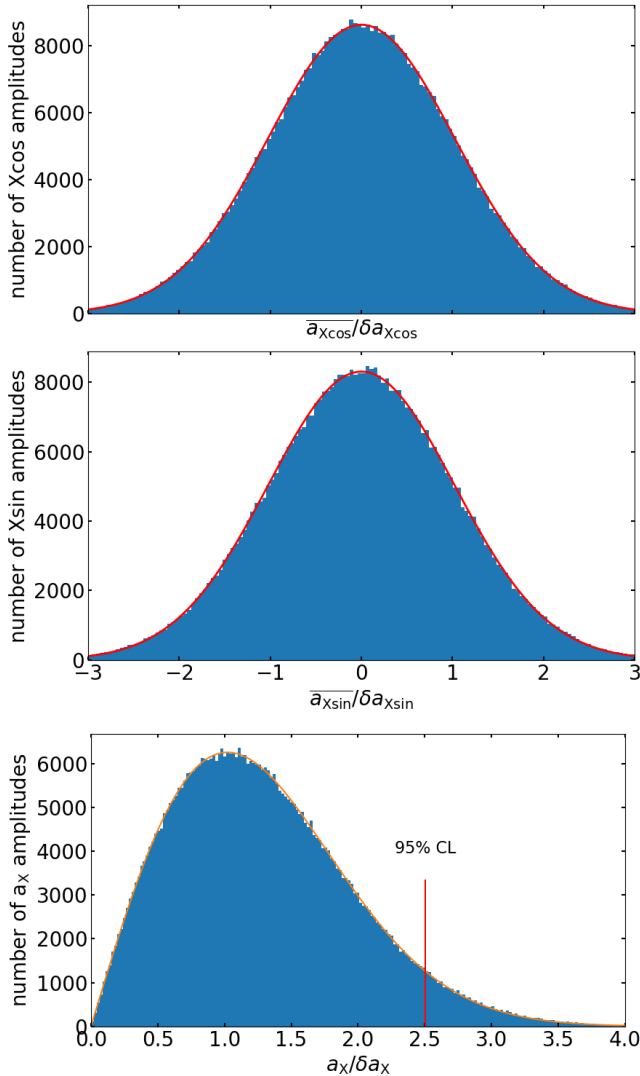 number of Xcos amplitudes
8000
6000
4000
2000
0
a_Xcos/δa_Xcos
number of Xsin amplitudes
8000
6000
4000
2000
0
−3 −2 −1 0 1 2 3
a_Xsin/δa_Xsin
number of a_X amplitudes
6000
5000
4000
3000
2000
1000
0
95% CL
0.0 0.5 1.0 1.5 2.0 2.5 3.0 3.5 4.0
a_X/δa_X